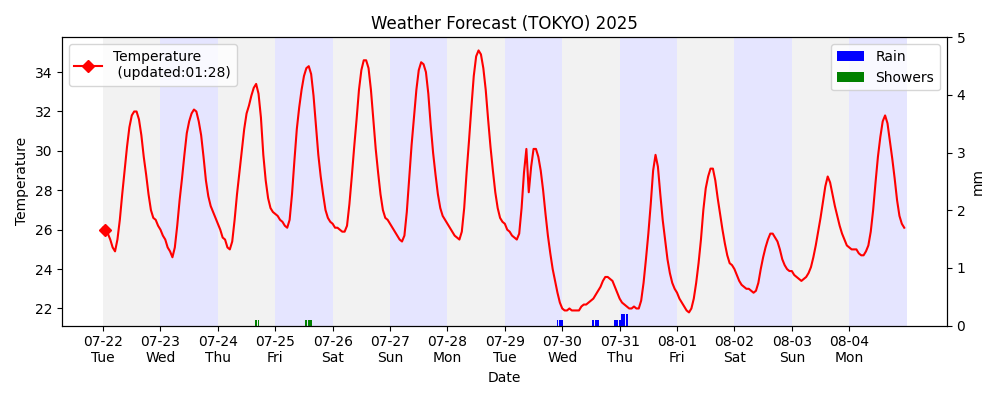 Weather Forecast (TOKYO) 2025
Temperature
(updated:01:28)
Rain
Showers
Temperature
34
32
30
28
26
24
22
5
4
3
2
1
0
mm
07-22 07-23 07-24 07-25 07-26 07-27 07-28 07-29 07-30 07-31 08-01 08-02 08-03 08-04
Tue Wed Thu Fri Sat Sun Mon Tue Wed Thu Fri Sat Sun Mon
Date